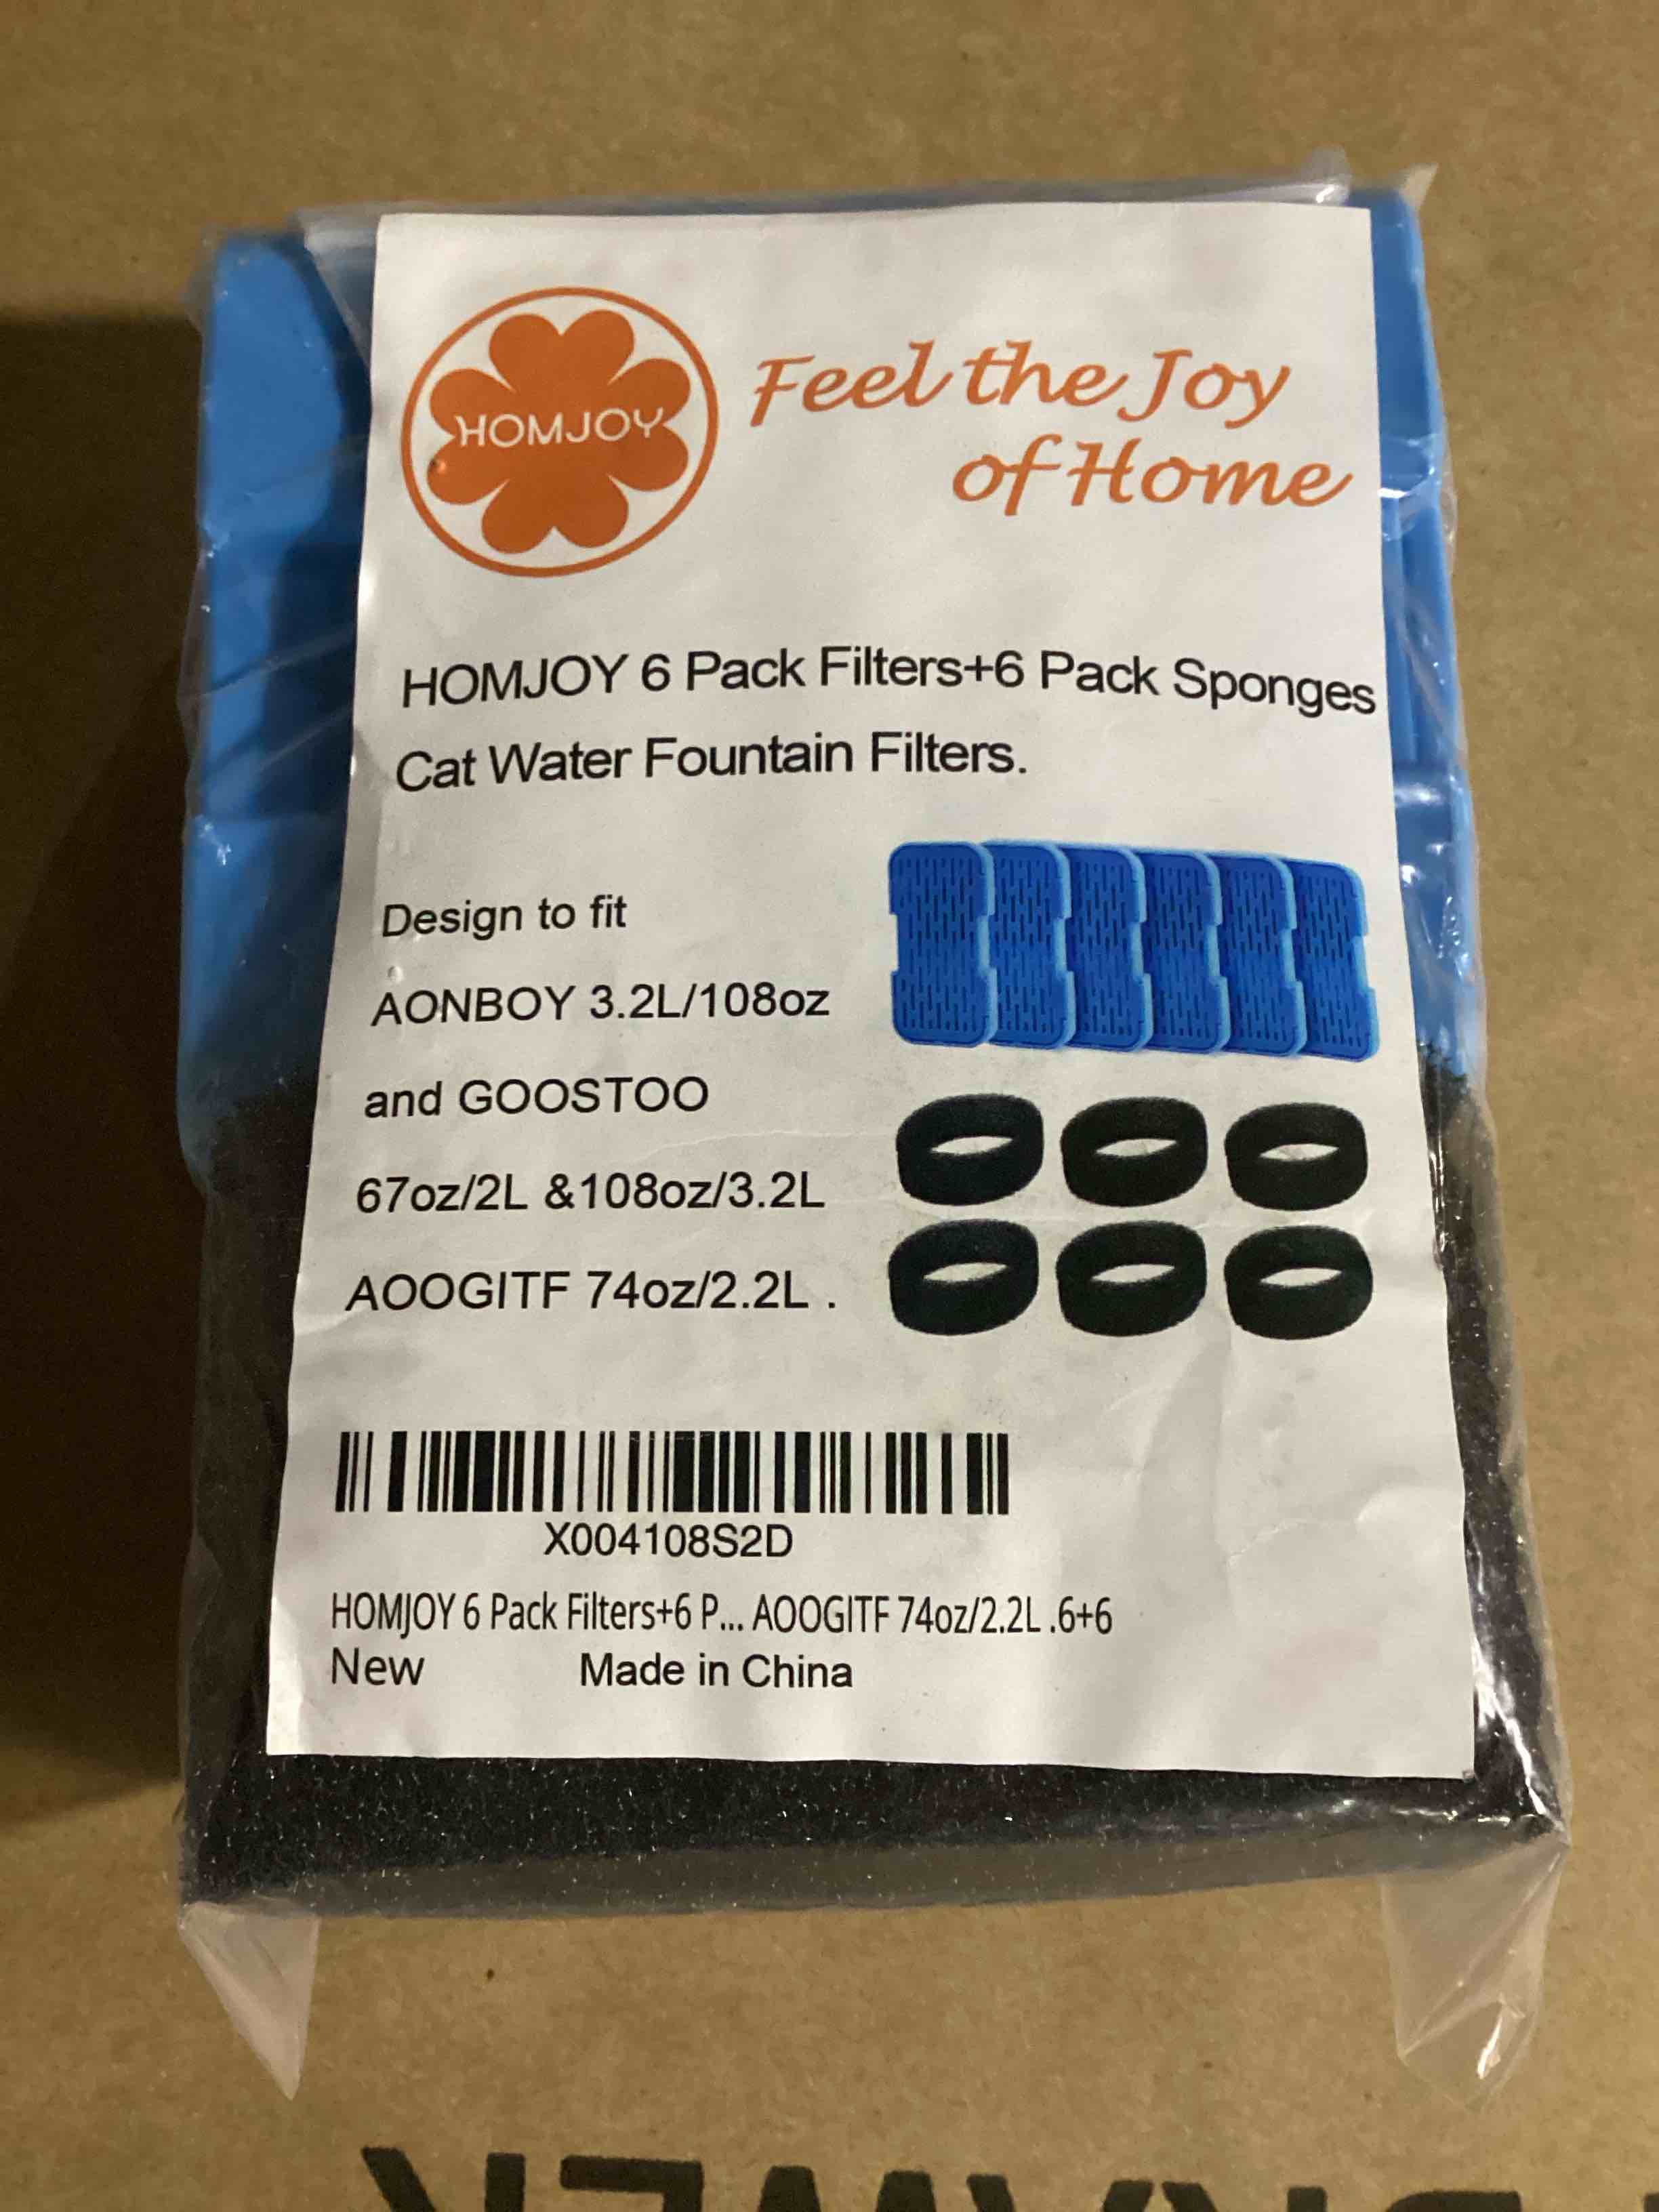 HOMJOY
Feel the Joy
of Home
HOMJOY 6 Pack Filters+6 Pack Sponges
Cat Water Fountain Filters.
Design to fit
AONBOY 3.2L/108oz
and GOOSTOO
67oz/2L &108oz/3.2L
AOOGITF 74oz/2.2L .
X004108S2D
HOMJOY 6 Pack Filters+6 P... AOOGITF 74oz/2.2L .6+6
New Made in China